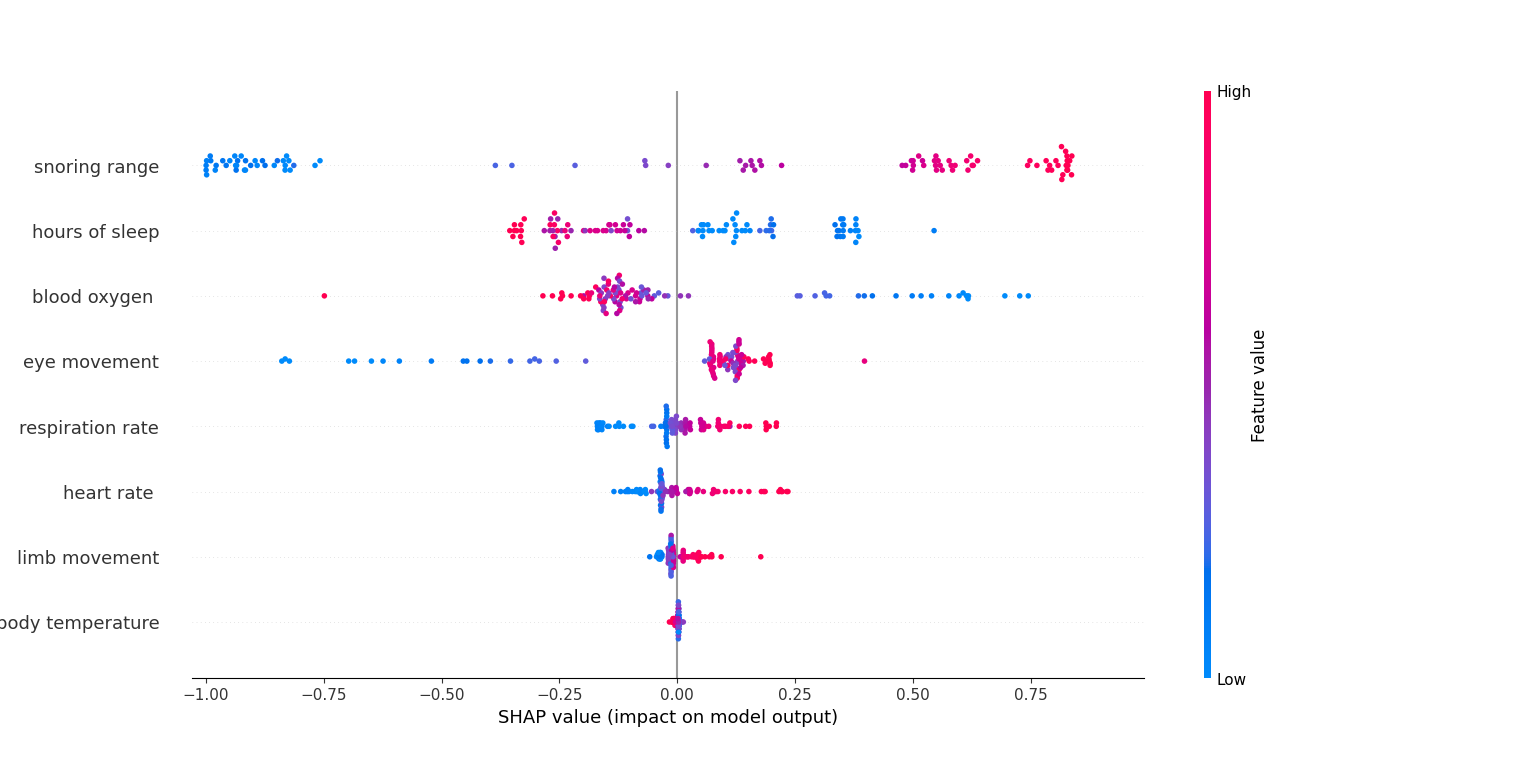 High
snoring range
hours of sleep
blood oxygen
eye movement
respiration rate
heart rate
limb movement
body temperature
Feature value
Low
−1.00 −0.75 −0.50 −0.25 0.00 0.25 0.50 0.75
SHAP value (impact on model output)